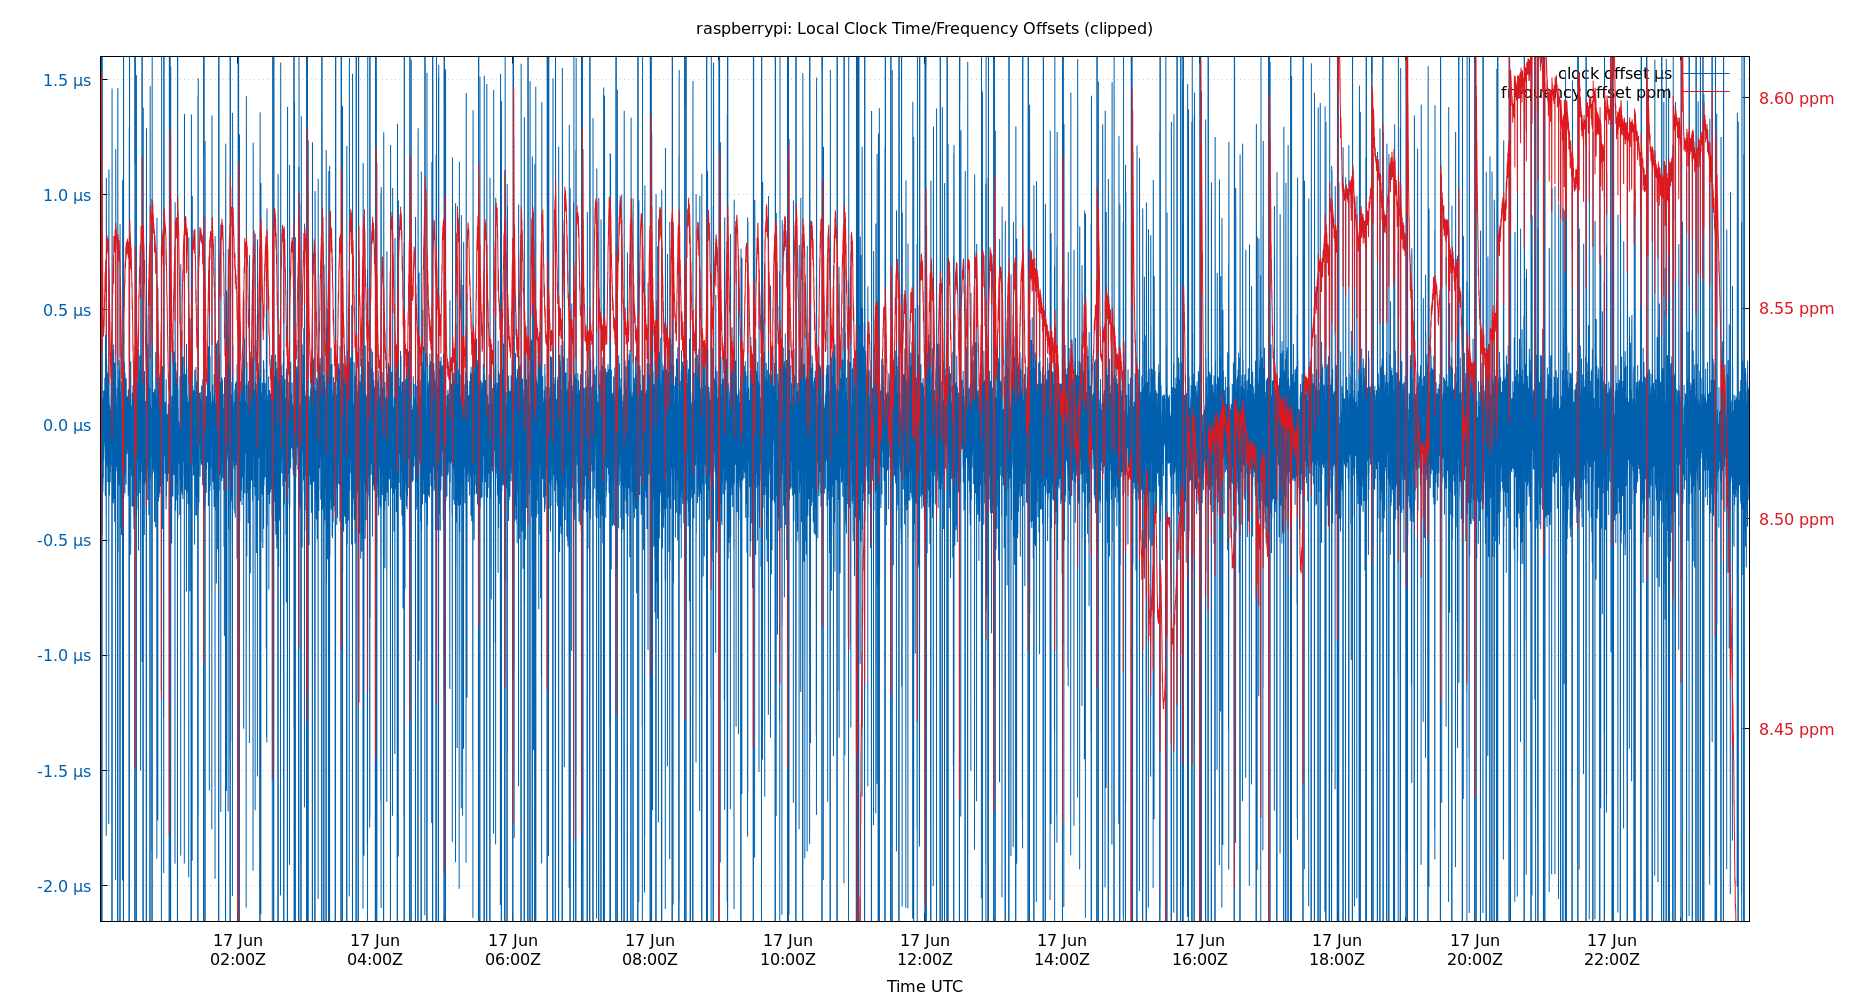 raspberrypi: Local Clock Time/Frequency Offsets (clipped)
clock offset µs
frequency offset ppm
1.5 µs
1.0 µs
0.5 µs
0.0 µs
-0.5 µs
-1.0 µs
-1.5 µs
-2.0 µs
8.60 ppm
8.55 ppm
8.50 ppm
8.45 ppm
17 Jun 17 Jun 17 Jun 17 Jun 17 Jun 17 Jun 17 Jun 17 Jun 17 Jun 17 Jun 17 Jun
02:00Z 04:00Z 06:00Z 08:00Z 10:00Z 12:00Z 14:00Z 16:00Z 18:00Z 20:00Z 22:00Z
Time UTC